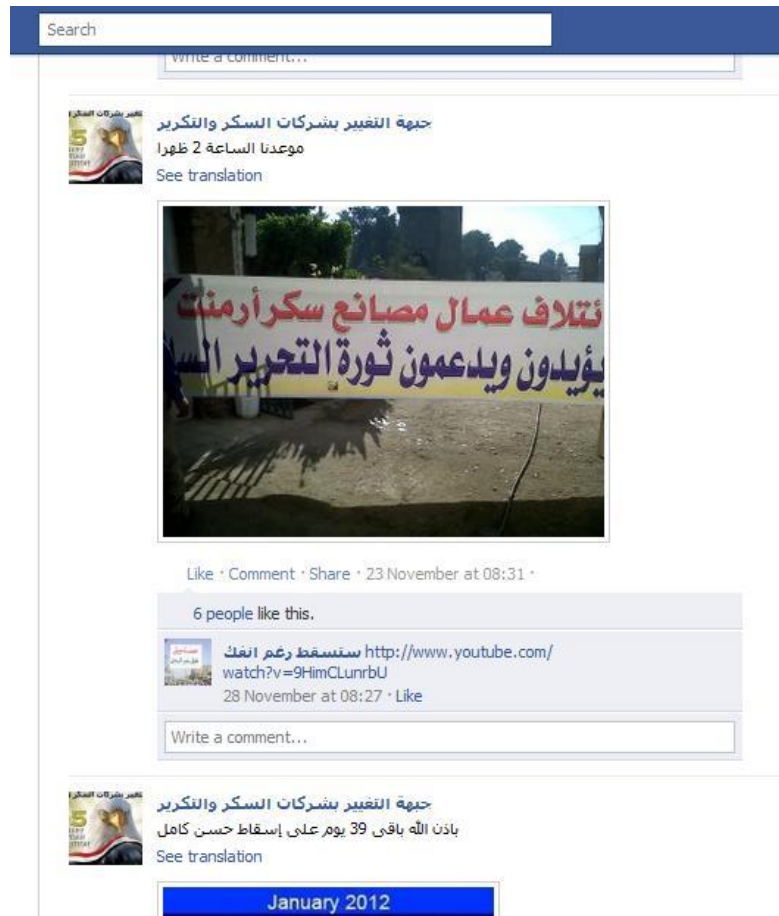 Search
Write a comment...
جبهة التغيير بشركات السكر والتكرير
موعدنا الساعة 2 ظهرا
See translation
ئتلاف عمال مصانع سكر أرمنت
يؤيدون ويدعمون ثورة التحرير
Like · Comment · Share · 23 November at 08:31 ·
6 people like this.
ستسقط رغم انفك http://www.youtube.com/
watch?v=9HimCLunrbU
28 November at 08:27 · Like
Write a comment...
جبهة التغيير بشركات السكر والتكرير
باذن الله باقى 39 يوم على إسقاط حسن كامل
See translation
January 2012